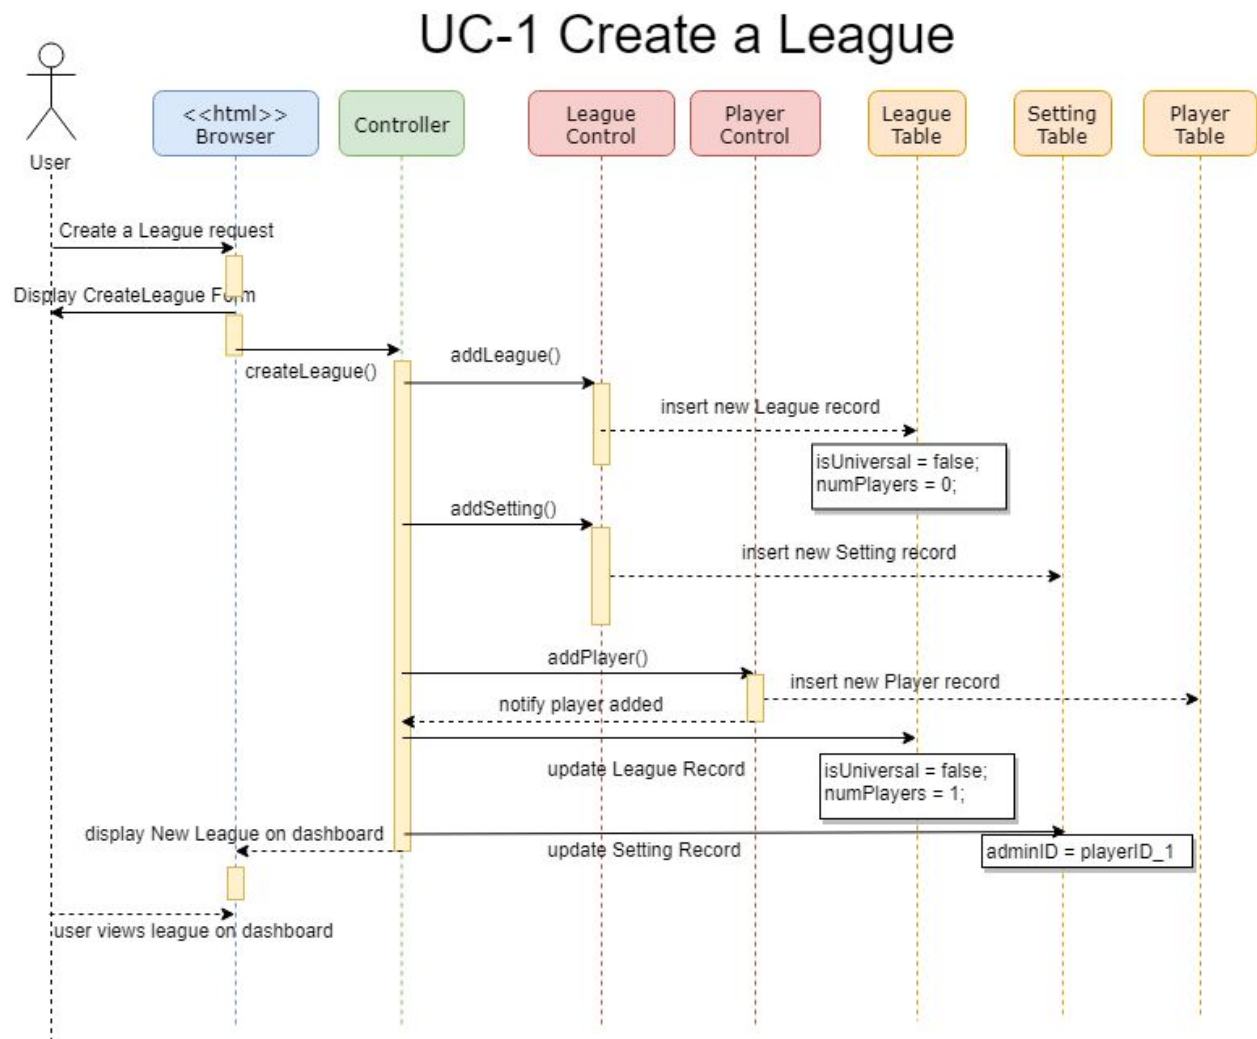 UC-1 Create a League
User
<<html>>
Browser
Controller
League
Control
Player
Control
League
Table
Setting
Table
Player
Table
Create a League request
Display CreateLeague Form
createLeague()
addLeague()
insert new League record
isUniversal = false;
numPlayers = 0;
addSetting()
insert new Setting record
addPlayer()
insert new Player record
notify player added
update League Record
isUniversal = false;
numPlayers = 1;
display New League on dashboard
update Setting Record
adminID = playerID_1
user views league on dashboard